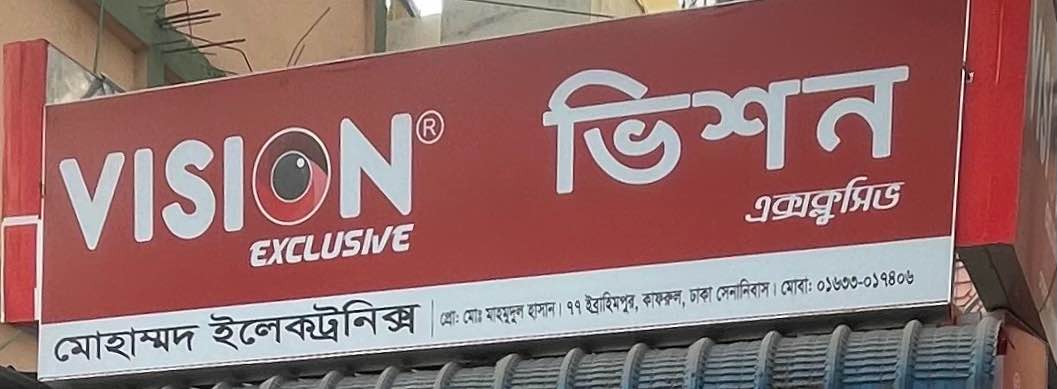 VISION® ভিশন
EXCLUSIVE এক্সক্লুসিভ
মোহাম্মদ ইলেকট্রনিক্স | প্রো: মোঃ মাহমুদুল হাসান। ৭৭ ইব্রাহিমপুর, কাফরুল, ঢাকা সেনানিবাস। মোবা: ০১৬৩৩-০১৭৪০৬